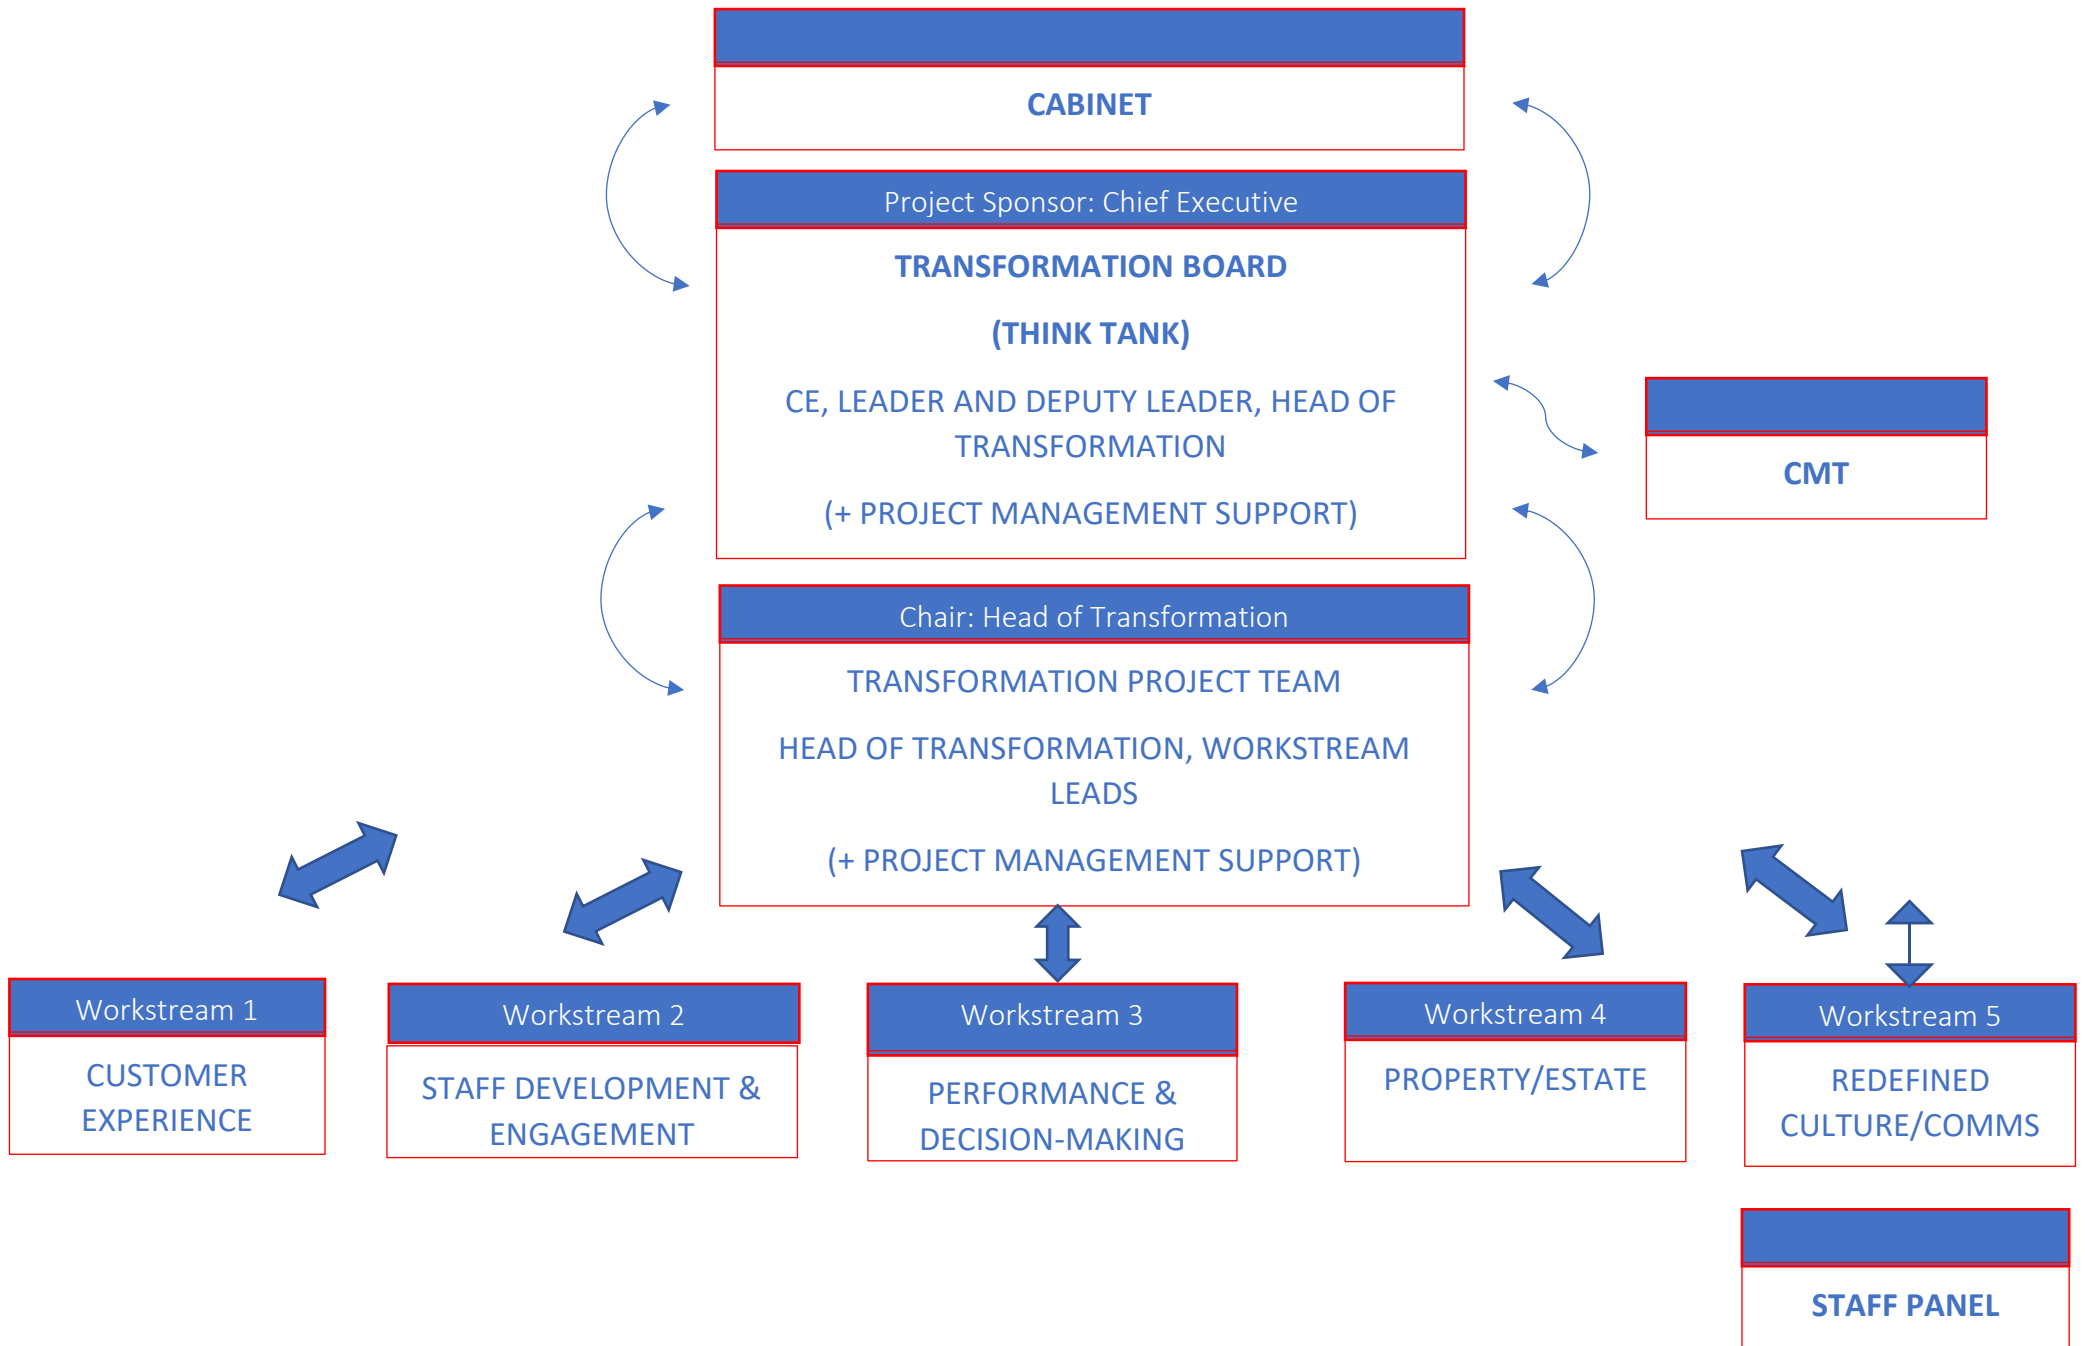 CABINET
Project Sponsor: Chief Executive
TRANSFORMATION BOARD
(THINK TANK)
CE, LEADER AND DEPUTY LEADER, HEAD OF
TRANSFORMATION
(+ PROJECT MANAGEMENT SUPPORT)
CMT
Chair: Head of Transformation
TRANSFORMATION PROJECT TEAM
HEAD OF TRANSFORMATION, WORKSTREAM
LEADS
(+ PROJECT MANAGEMENT SUPPORT)
Workstream 1
CUSTOMER
EXPERIENCE
Workstream 2
STAFF DEVELOPMENT &
ENGAGEMENT
Workstream 3
PERFORMANCE &
DECISION-MAKING
Workstream 4
PROPERTY/ESTATE
Workstream 5
REDEFINED
CULTURE/COMMS
STAFF PANEL